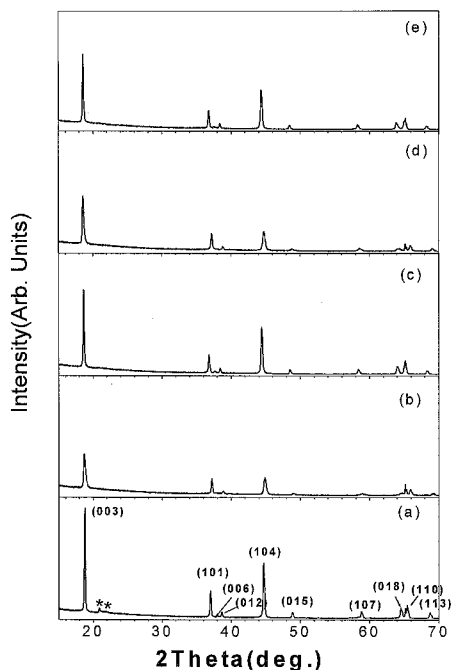 (e)
(d)
(c)
(b)
(a)
Intensity(Arb. Units)
(003)
* *
(101)
(006)
(012)
(104)
(015)
(107)
(018)
(110)
(113)
20 30 40 50 60 70
2Theta(deg.)